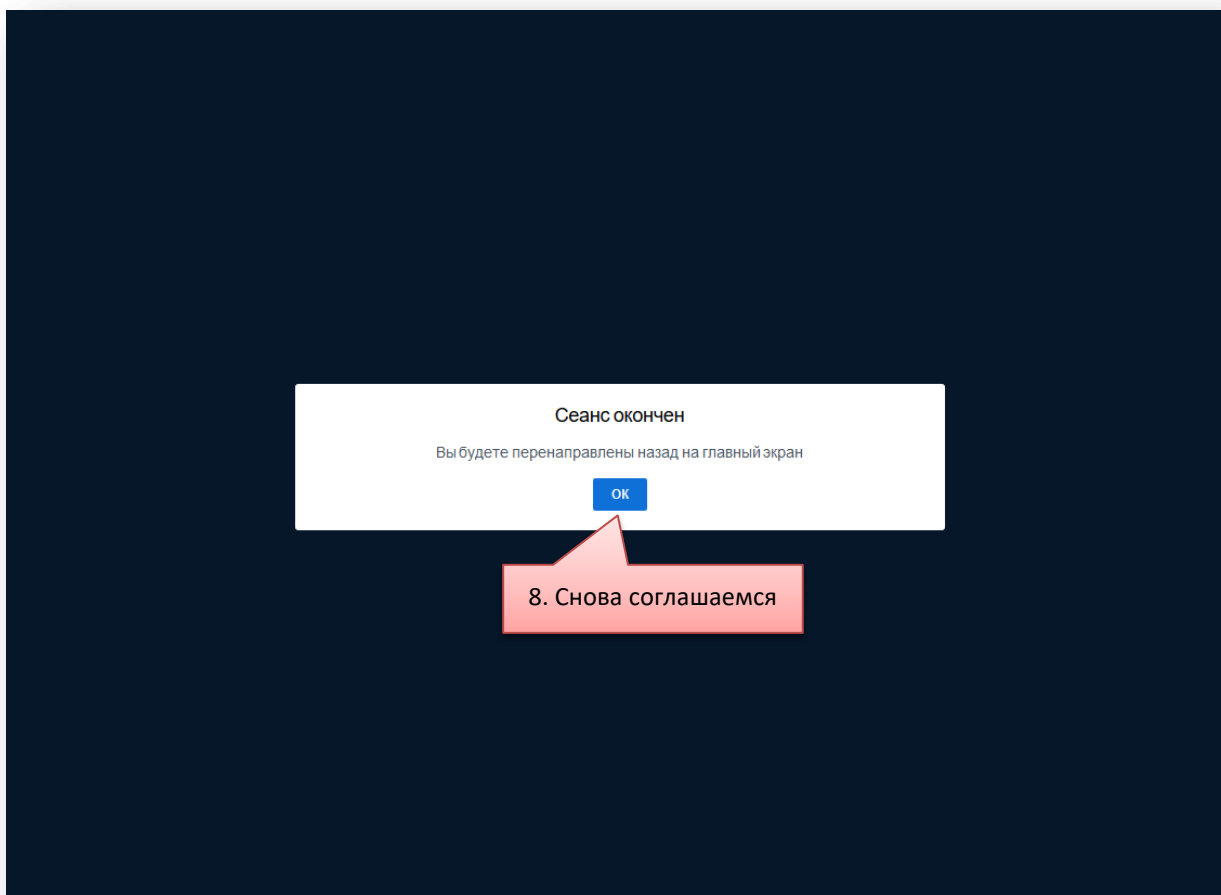 Сеанс окончен
Вы будете перенаправлены назад на главный экран
ОК
8. Снова соглашаемся